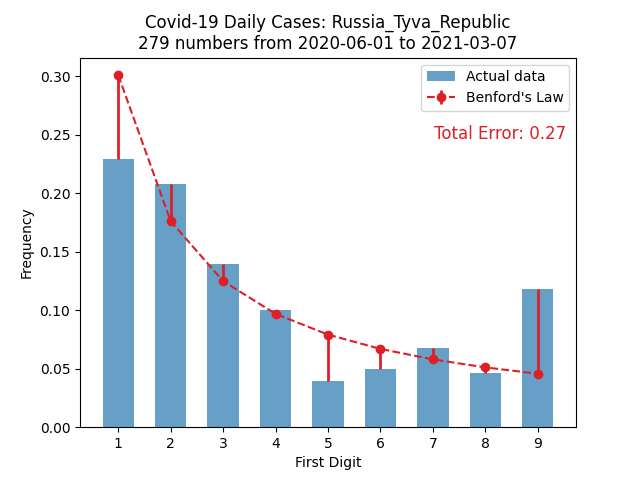 Covid-19 Daily Cases: Russia_Tyva_Republic
279 numbers from 2020-06-01 to 2021-03-07
Actual data
Benford's Law
Total Error: 0.27
Frequency
0.30
0.25
0.20
0.15
0.10
0.05
0.00
1 2 3 4 5 6 7 8 9
First Digit